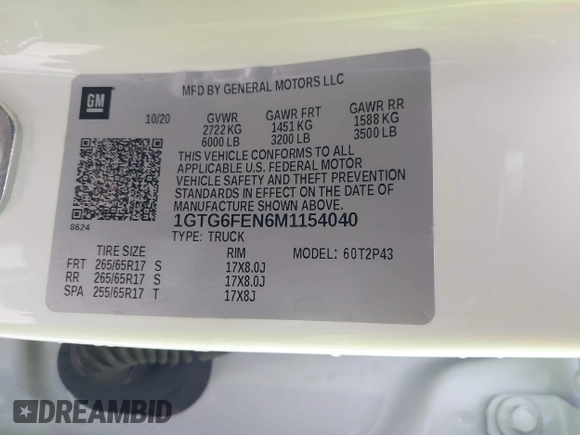 MFD BY GENERAL MOTORS LLC
GM
10/20 GVWR GAWR FRT GAWR RR
2722 KG 1451 KG 1588 KG
6000 LB 3200 LB 3500 LB
THIS VEHICLE CONFORMS TO ALL
APPLICABLE U.S. FEDERAL MOTOR
VEHICLE SAFETY AND THEFT PREVENTION
STANDARDS IN EFFECT ON THE DATE OF
MANUFACTURE SHOWN ABOVE.
8624
1GTG6FEN6M1154040
TYPE: TRUCK MODEL: 60T2P43
TIRE SIZE RIM
FRT 265/65R17 S 17X8.0J
RR 265/65R17 S 17X8.0J
SPA 255/65R17 T 17X8J
DREAMBID